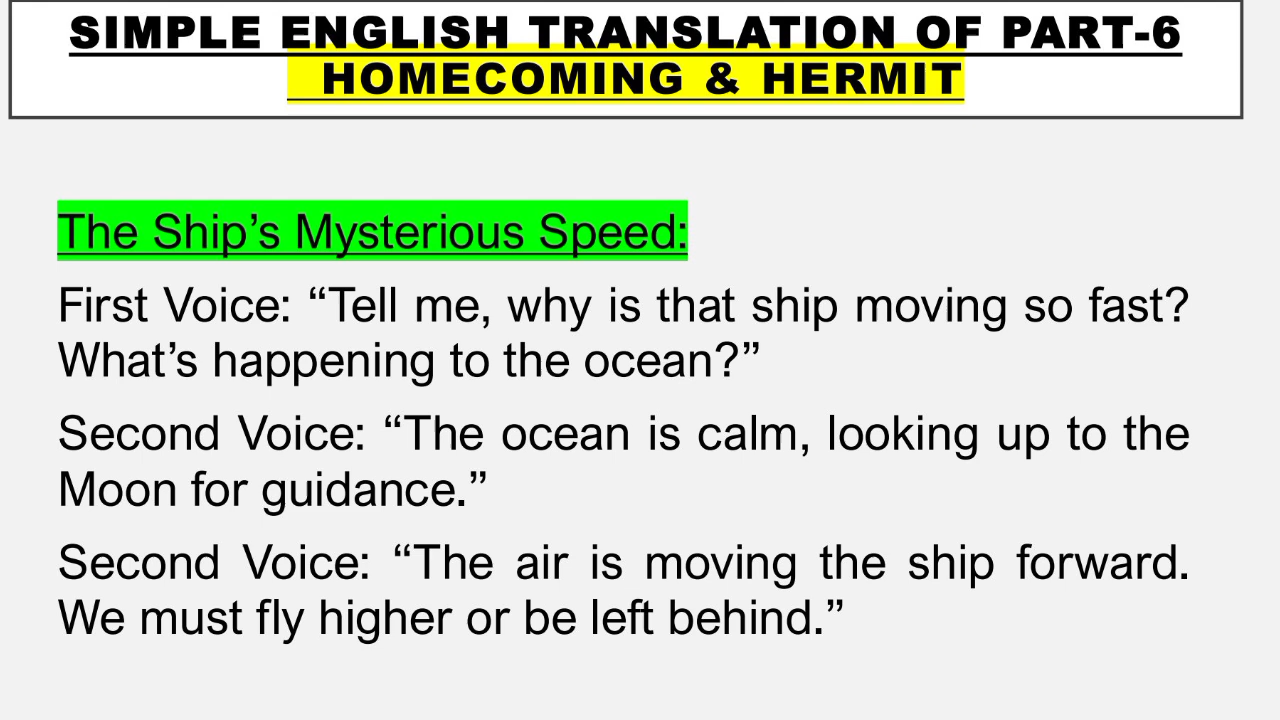 SIMPLE ENGLISH TRANSLATION OF PART-6
HOMECOMING & HERMIT
The Ship’s Mysterious Speed:
First Voice: “Tell me, why is that ship moving so fast?
What’s happening to the ocean?”
Second Voice: “The ocean is calm, looking up to the
Moon for guidance.”
Second Voice: “The air is moving the ship forward.
We must fly higher or be left behind.”